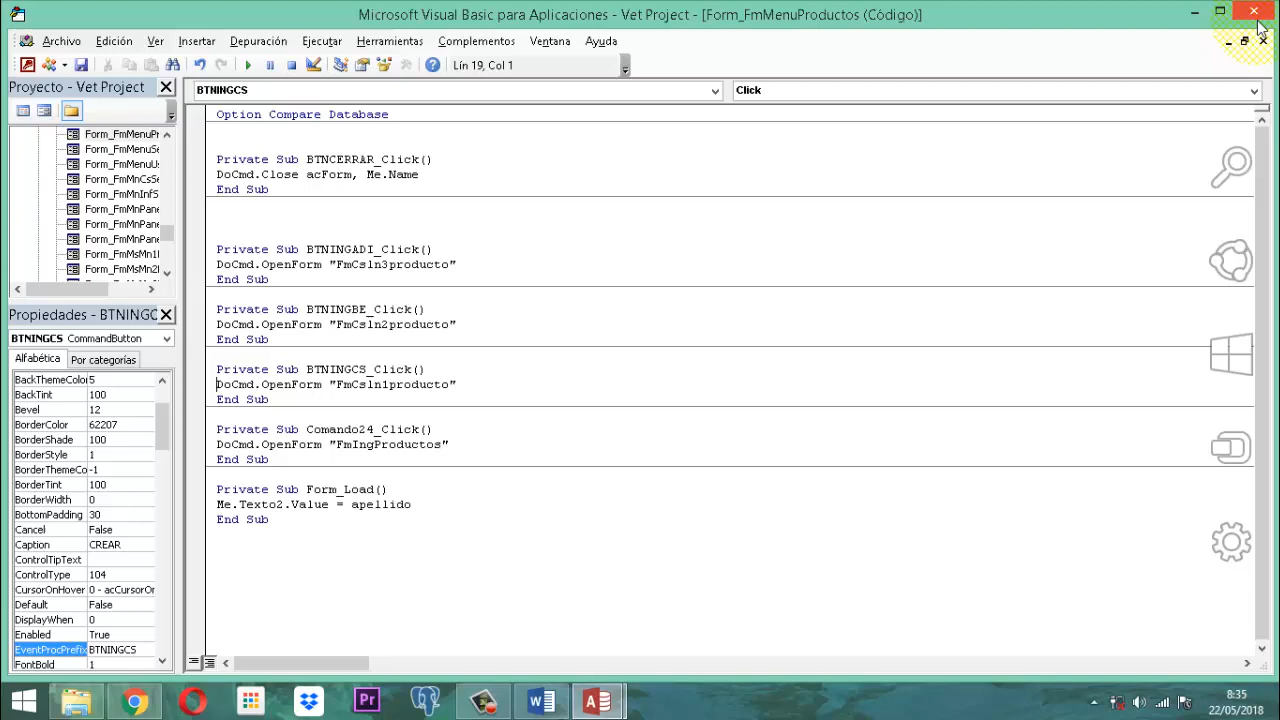 Microsoft Visual Basic para Aplicaciones - Vet Project - [Form_FmMenuProductos (Código)]
Archivo Edición Ver Insertar Depuración Ejecutar Herramientas Complementos Ventana Ayuda
Lín 19, Col 1
Proyecto - Vet Project
BTNINGCS
Click
Form_FmMenuPr
Form_FmMenuSe
Form_FmMenuUs
Form_FmMnCsSe
Form_FmMnInfS
Form_FmMnPane
Form_FmMnPane
Form_FmMnPane
Form_FmMsMn1
Form_FmMsMn2
Propiedades - BTNINGC
BTNINGCS CommandButton
Alfabética Por categorías
BackThemeColor 5
BackTint 100
Bevel 12
BorderColor 62207
BorderShade 100
BorderStyle 1
BorderThemeCo -1
BorderTint 100
BorderWidth 0
BottomPadding 30
Cancel False
Caption CREAR
ControlTipText
ControlType 104
CursorOnHover 0 - acCursorOn
Default False
DisplayWhen 0
Enabled True
EventProcPrefix BTNINGCS
FontBold 1
Option Compare Database
Private Sub BTNCERRAR_Click()
DoCmd.Close acForm, Me.Name
End Sub
Private Sub BTNINGADI_Click()
DoCmd.OpenForm "FmCsln3producto"
End Sub
Private Sub BTNINGBE_Click()
DoCmd.OpenForm "FmCsln2producto"
End Sub
Private Sub BTNINGCS_Click()
DoCmd.OpenForm "FmCsln1producto"
End Sub
Private Sub Comando24_Click()
DoCmd.OpenForm "FmIngProductos"
End Sub
Private Sub Form_Load()
Me.Texto2.Value = apellido
End Sub
Pr
8:35
22/05/2018